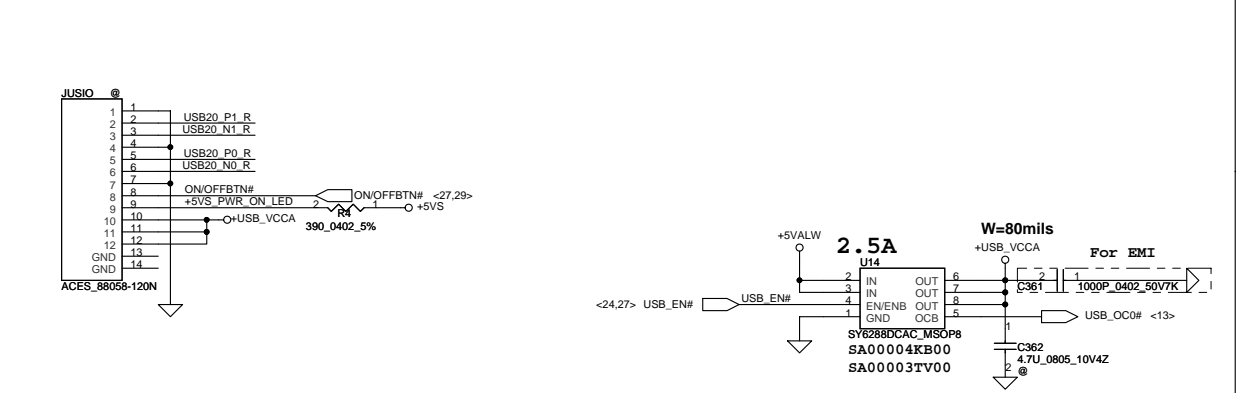 JUSIO @
1 1
2 2 USB20_P1_R
3 3 USB20_N1_R
4 4
5 5 USB20_P0_R
6 6 USB20_N0_R
7 7
8 8 ON/OFFBTN# ON/OFFBTN# <27,29>
9 9 +5VS_PWR_ON_LED 2 1 +5VS
R4
390_0402_5%
10 10 +USB_VCCA
11 11
12 12
GND 13
GND 14
ACES_88058-120N
W=80mils
+5VALW 2.5A +USB_VCCA For EMI
U14
2 IN OUT 6 2 1
3 IN OUT 7 C361 1000P_0402_50V7K
<24,27> USB_EN# USB_EN# 4 EN/ENB OUT 8
1 GND OCB 5 USB_OC0# <13>
SY6288DCAC_MSOP8 1
SA00004KB00 C362
4.7U_0805_10V4Z
SA00003TV00 2 @